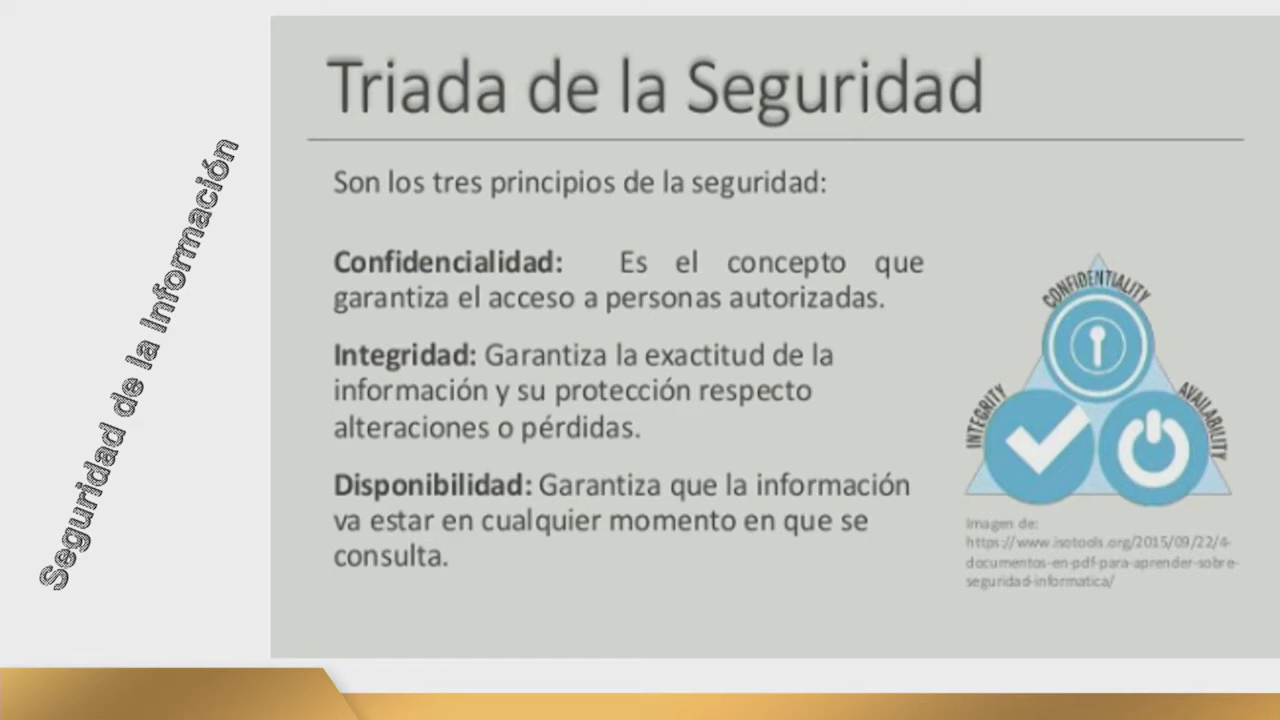 Seguridad de la Información
Triada de la Seguridad
Son los tres principios de la seguridad:
Confidencialidad: Es el concepto que
garantiza el acceso a personas autorizadas.
Integridad: Garantiza la exactitud de la
información y su protección respecto
alteraciones o pérdidas.
Disponibilidad: Garantiza que la información
va estar en cualquier momento en que se
consulta.
CONFIDENTIALITY
INTEGRITY
AVAILABILITY
Imagen de:
https://www.isotools.org/2015/09/22/4-
documentos-en-pdf-para-aprender-sobre-
seguridad-informatica/